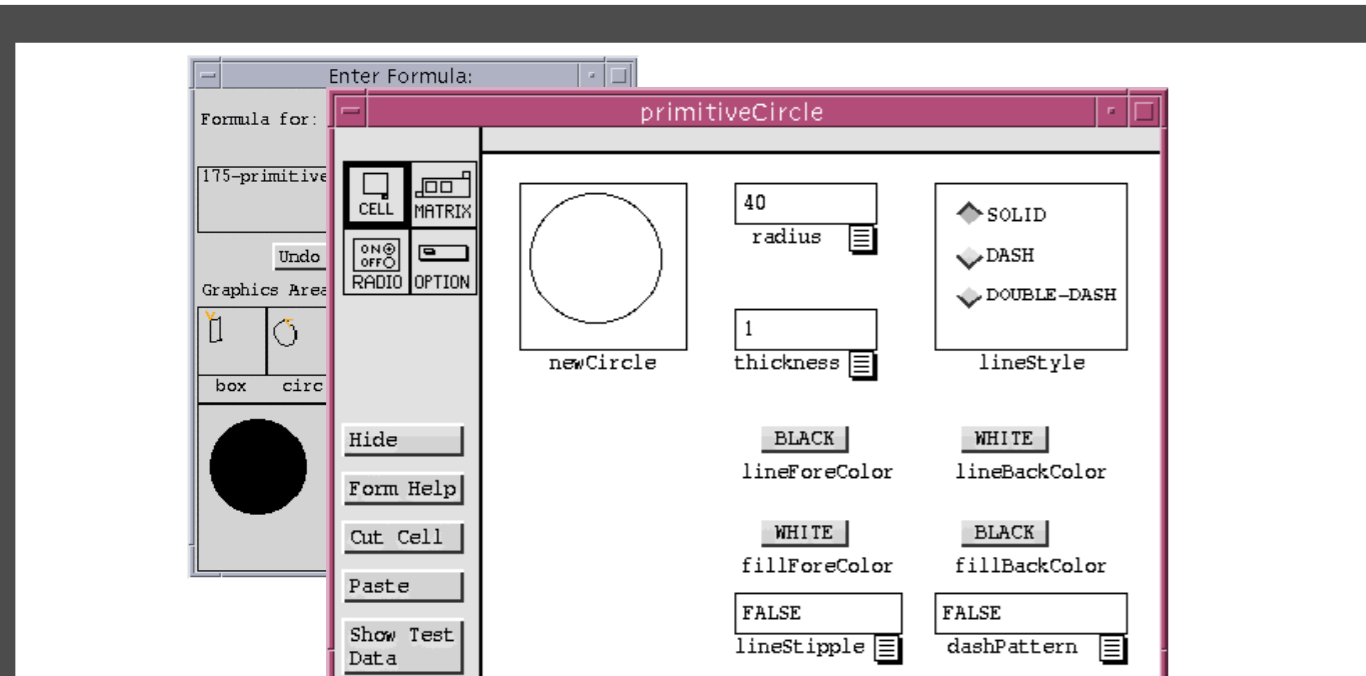 Enter Formula:
Formula for:
175-primitive
Undo
Graphics Area
box circ
primitiveCircle
CELL MATRIX
ON
OFF
RADIO OPTION
Hide
Form Help
Cut Cell
Paste
Show Test
Data
newCircle
40
radius
SOLID
DASH
DOUBLE-DASH
lineStyle
1
thickness
BLACK
lineForeColor
WHITE
lineBackColor
WHITE
fillForeColor
BLACK
fillBackColor
FALSE
lineStipple
FALSE
dashPattern